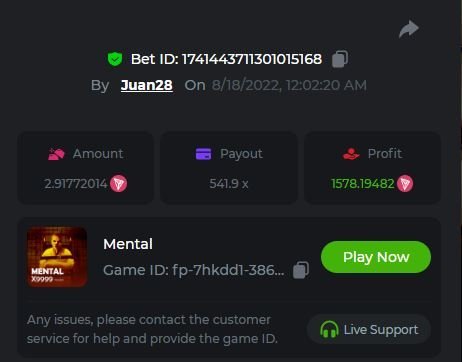 Bet ID: 1741443711301015168
By Juan28 On 8/18/2022, 12:02:20 AM
Amount Payout Profit
2.91772014 541.9 x 1578.19482
MENTAL
X9999
Mental
Game ID: fp-7hkdd1-386...
Play Now
Any issues, please contact the customer
service for help and provide the game ID.
Live Support